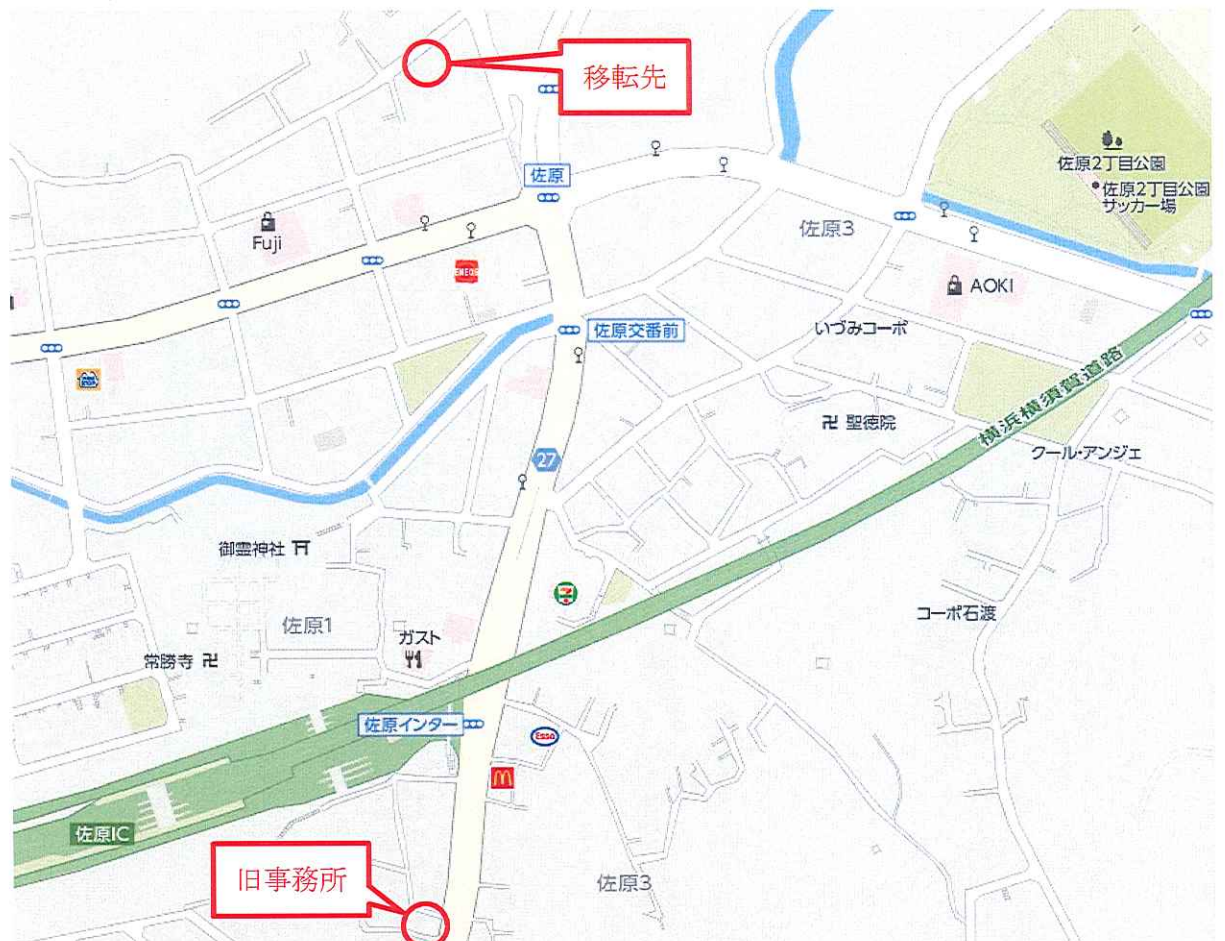 移転先
佐原
佐原2丁目公園
佐原2丁目公園
サッカー場
Fuji
佐原3
ENEOS
AOKI
佐原交番前
いづみコーポ
横浜横須賀道路
聖徳院
クール・アンジェ
27
御霊神社
7
コーポ石渡
佐原1
ガスト
常勝寺
佐原インター
Esso
M
佐原IC
旧事務所
佐原3